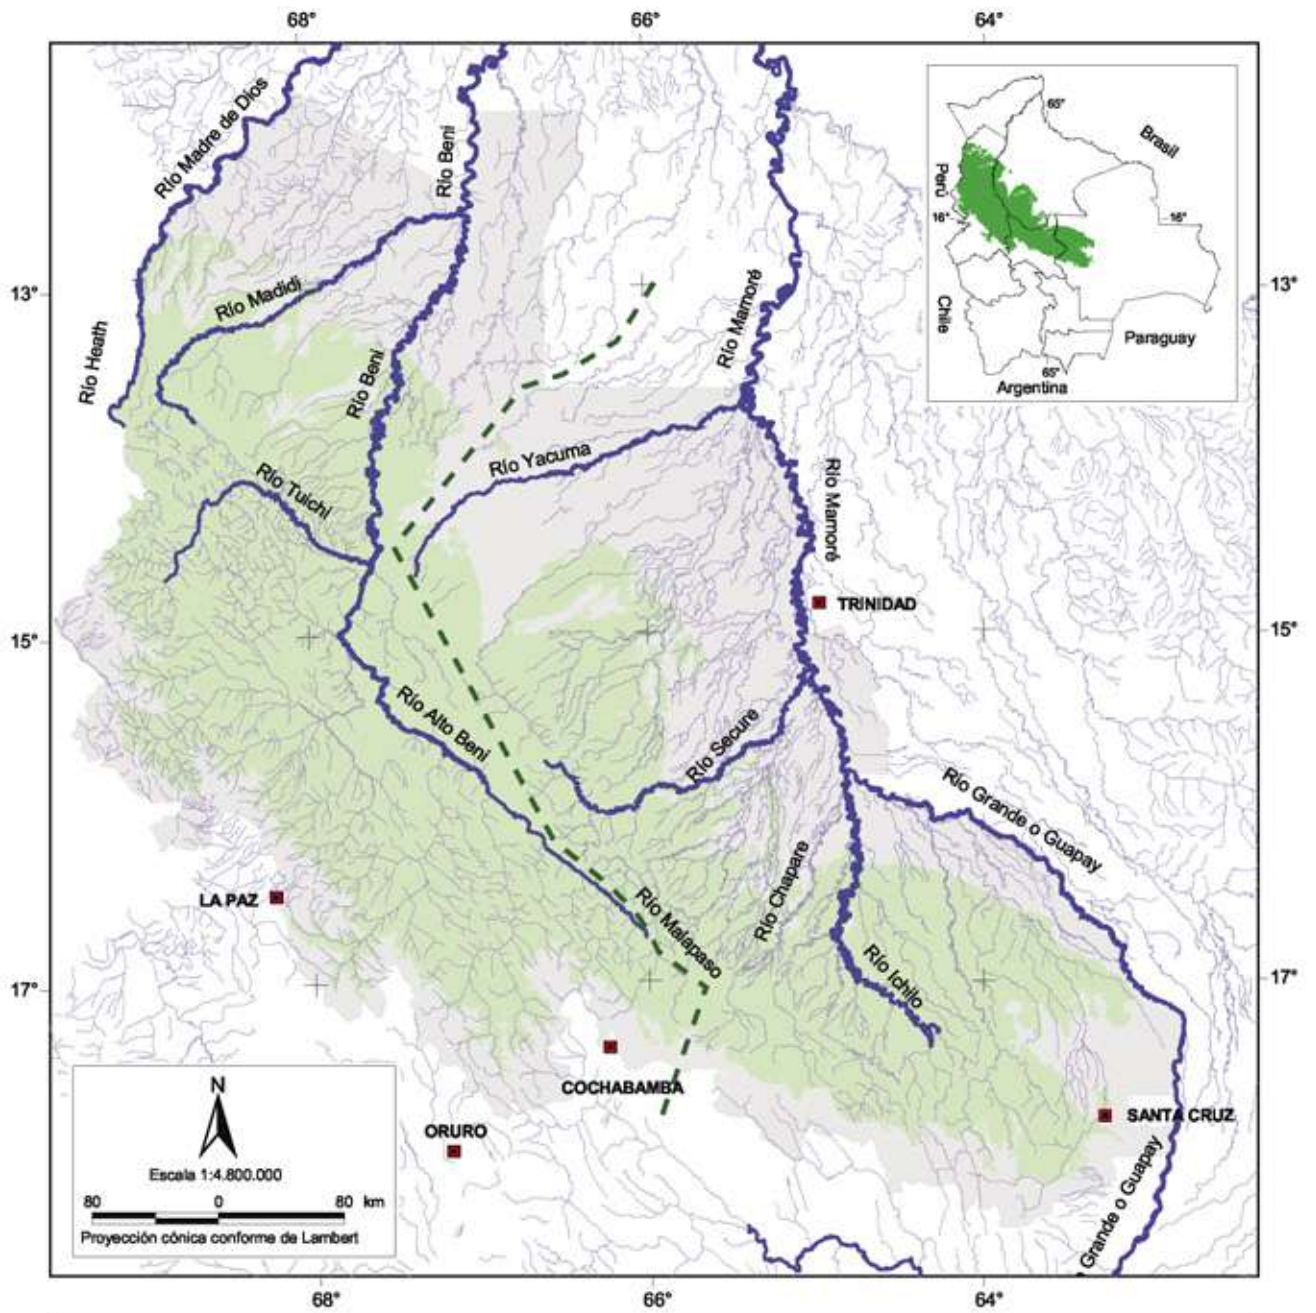 68°
66°
64°
Río Madre de Dios
Río Beni
65°
Brasil
Perú
16°
16°
Chile
Paraguay
65°
Argentina
13°
13°
Río Madidi
Río Mamoré
Río Heath
Río Beni
Río Yacuma
Río Tuichi
Río Mamoré
TRINIDAD
15°
15°
Río Alto Beni
Río Secure
Río Grande o Guapay
LA PAZ
Río Chapare
Río Malapaso
Río Ichilo
17°
17°
COCHABAMBA
SANTA CRUZ
ORURO
N
Escala 1:4.800.000
80 0 80 km
Proyección cónica conforme de Lambert
Grande o Guapay
68°
66°
64°